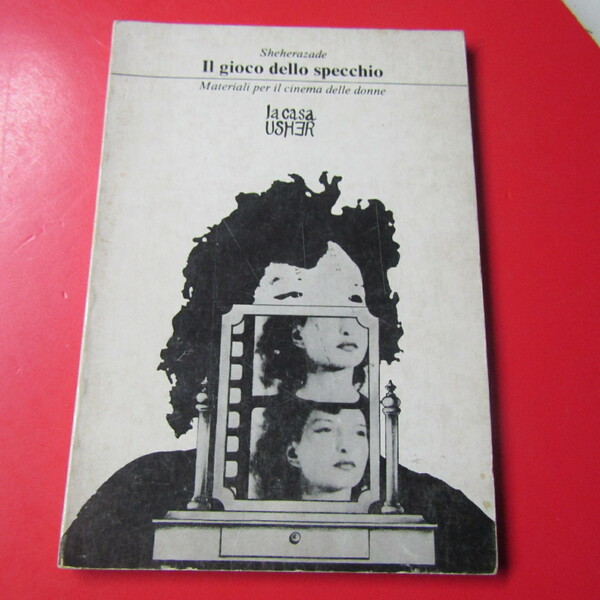 Sheherazade
Il gioco dello specchio
Materiali per il cinema delle donne
la casa
USHER